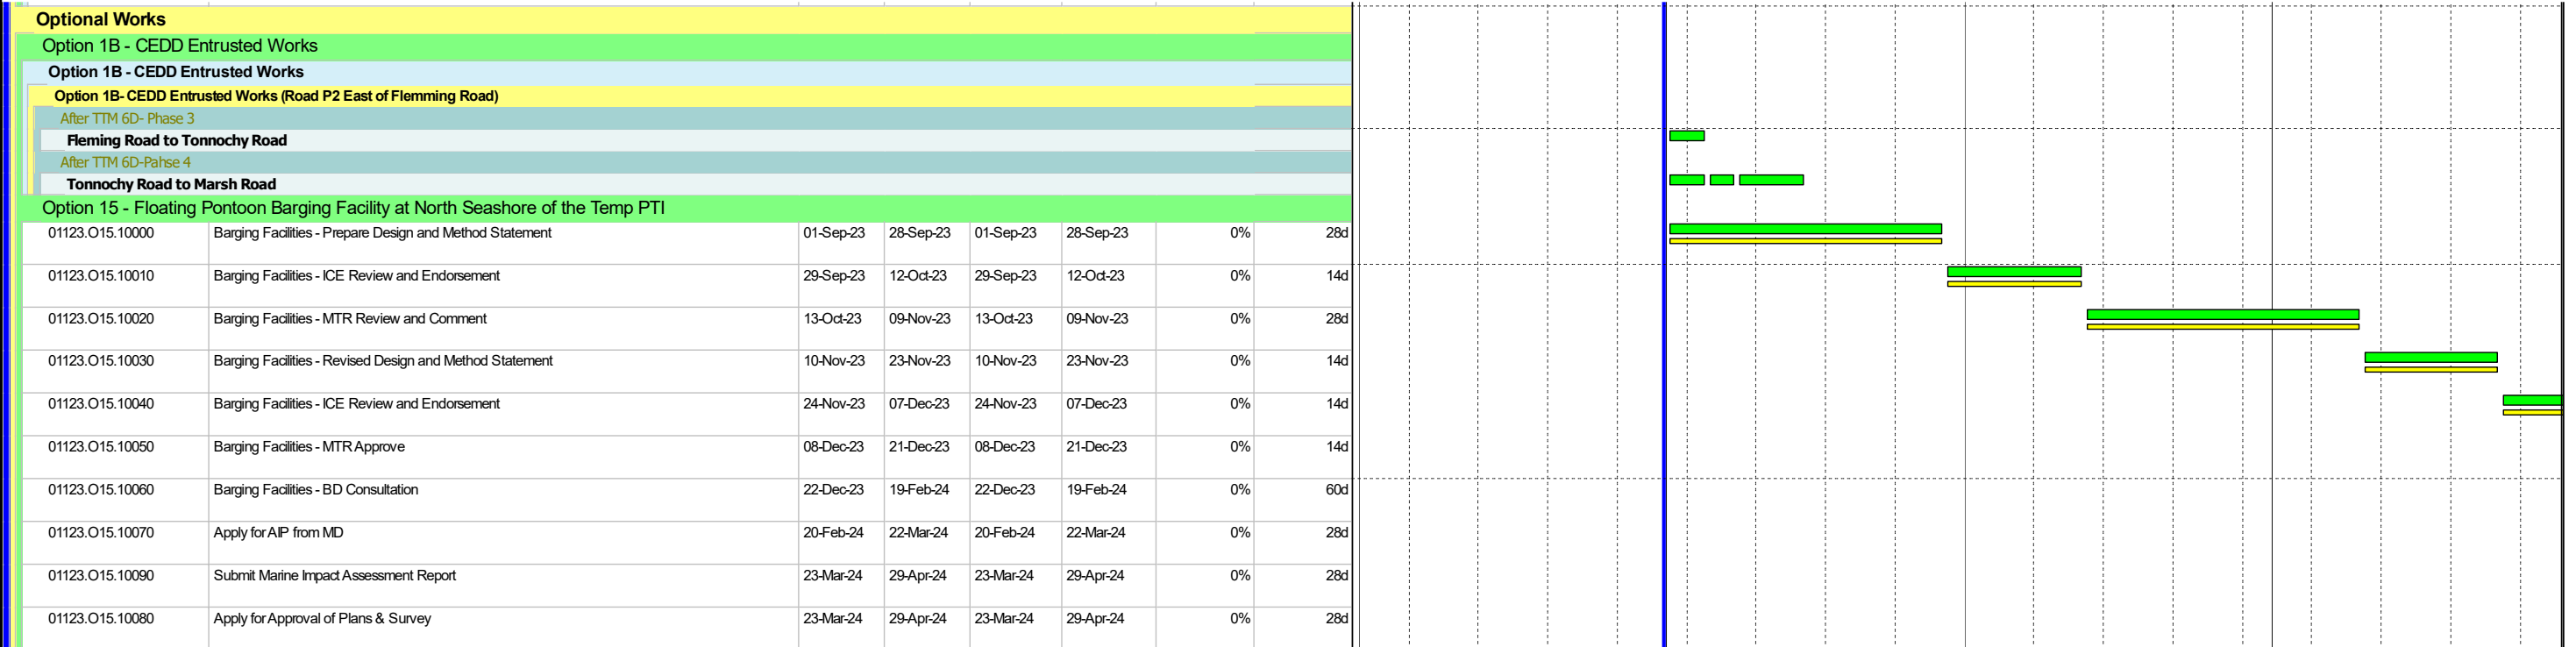 Optional Works
Option 1B - CEDD Entrusted Works
Option 1B - CEDD Entrusted Works
Option 1B- CEDD Entrusted Works (Road P2 East of Flemming Road)
After TTM 6D- Phase 3
Fleming Road to Tonnochy Road
After TTM 6D-Pahse 4
Tonnochy Road to Marsh Road
Option 15 - Floating Pontoon Barging Facility at North Seashore of the Temp PTI
01123.O15.10000 Barging Facilities - Prepare Design and Method Statement 01-Sep-23 28-Sep-23 01-Sep-23 28-Sep-23 0% 28d
01123.O15.10010 Barging Facilities - ICE Review and Endorsement 29-Sep-23 12-Oct-23 29-Sep-23 12-Oct-23 0% 14d
01123.O15.10020 Barging Facilities - MTR Review and Comment 13-Oct-23 09-Nov-23 13-Oct-23 09-Nov-23 0% 28d
01123.O15.10030 Barging Facilities - Revised Design and Method Statement 10-Nov-23 23-Nov-23 10-Nov-23 23-Nov-23 0% 14d
01123.O15.10040 Barging Facilities - ICE Review and Endorsement 24-Nov-23 07-Dec-23 24-Nov-23 07-Dec-23 0% 14d
01123.O15.10050 Barging Facilities - MTR Approve 08-Dec-23 21-Dec-23 08-Dec-23 21-Dec-23 0% 14d
01123.O15.10060 Barging Facilities - BD Consultation 22-Dec-23 19-Feb-24 22-Dec-23 19-Feb-24 0% 60d
01123.O15.10070 Apply for AIP from MD 20-Feb-24 22-Mar-24 20-Feb-24 22-Mar-24 0% 28d
01123.O15.10090 Submit Marine Impact Assessment Report 23-Mar-24 29-Apr-24 23-Mar-24 29-Apr-24 0% 28d
01123.O15.10080 Apply for Approval of Plans & Survey 23-Mar-24 29-Apr-24 23-Mar-24 29-Apr-24 0% 28d